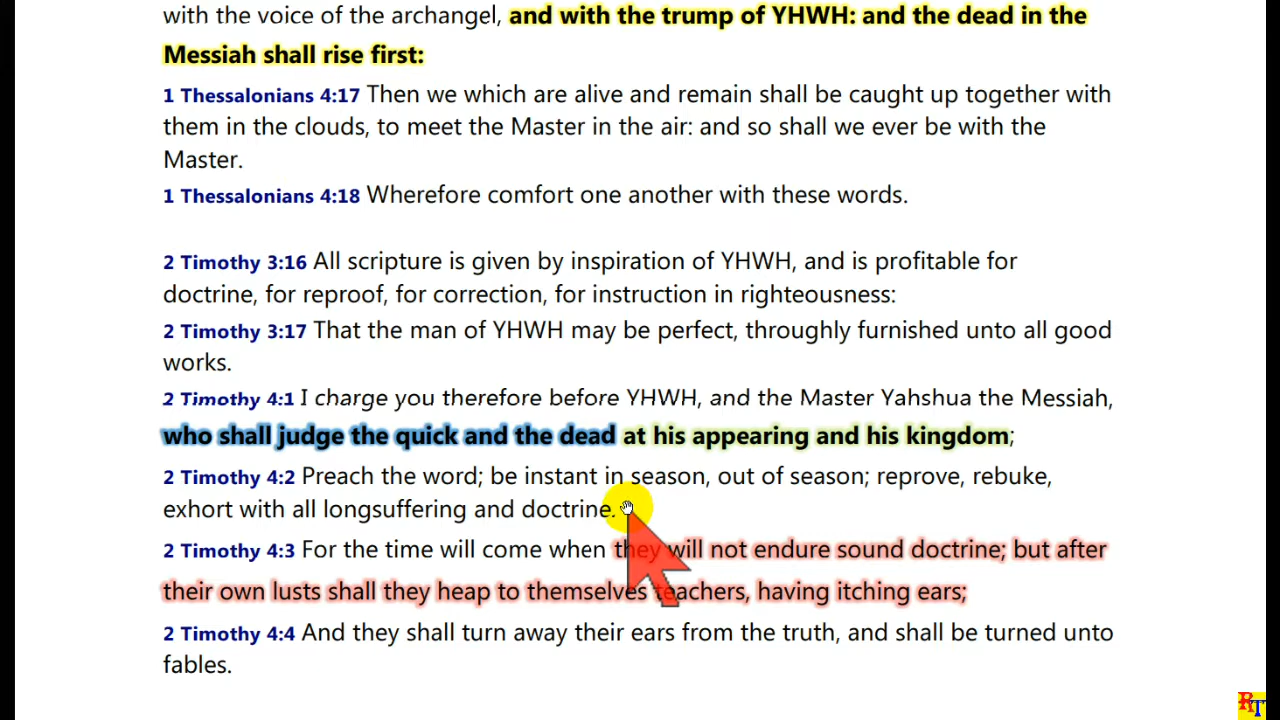 with the voice of the archangel, and with the trump of YHWH: and the dead in the
Messiah shall rise first:
1 Thessalonians 4:17 Then we which are alive and remain shall be caught up together with
them in the clouds, to meet the Master in the air: and so shall we ever be with the
Master.
1 Thessalonians 4:18 Wherefore comfort one another with these words.
2 Timothy 3:16 All scripture is given by inspiration of YHWH, and is profitable for
doctrine, for reproof, for correction, for instruction in righteousness:
2 Timothy 3:17 That the man of YHWH may be perfect, throughly furnished unto all good
works.
2 Timothy 4:1 I charge you therefore before YHWH, and the Master Yahshua the Messiah,
who shall judge the quick and the dead at his appearing and his kingdom;
2 Timothy 4:2 Preach the word; be instant in season, out of season; reprove, rebuke,
exhort with all longsuffering and doctrine.
2 Timothy 4:3 For the time will come when they will not endure sound doctrine; but after
their own lusts shall they heap to themselves teachers, having itching ears;
2 Timothy 4:4 And they shall turn away their ears from the truth, and shall be turned unto
fables.
RT